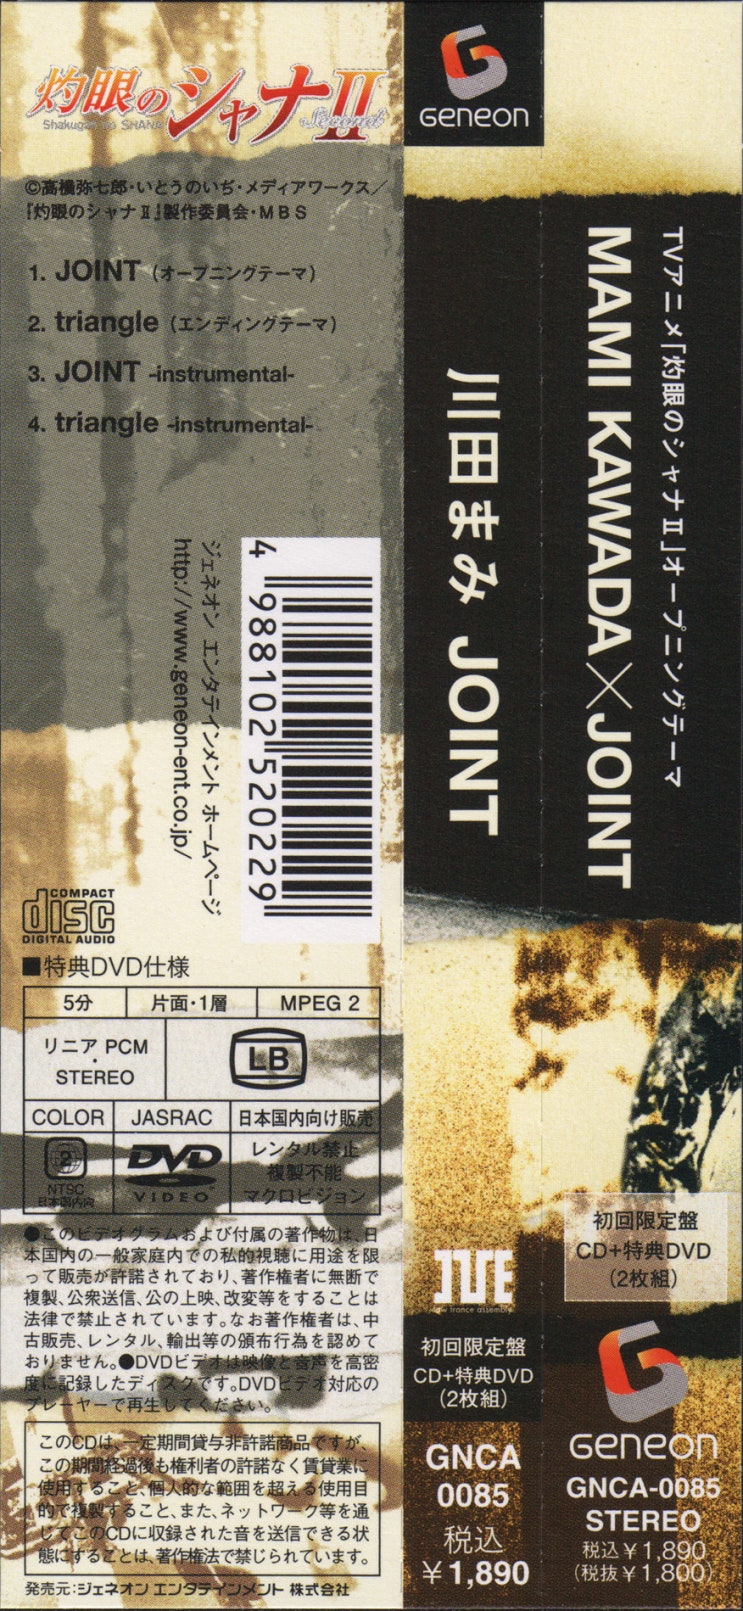 灼眼のシャナII
Shakugan no SHANA Second
©高橋弥七郎・いとうのいぢ・メディアワークス／
『灼眼のシャナⅡ』製作委員会・MBS
1. JOINT（オープニングテーマ）
2. triangle（エンディングテーマ）
3. JOINT -instrumental-
4. triangle -instrumental-
ジェネオン エンタテインメント ホームページ
http://www.geneon-ent.co.jp/
4 988102 520229
COMPACT
disc
DIGITAL AUDIO
■特典DVD仕様
5分 片面・1層 MPEG 2
リニア PCM
・
STEREO
LB
COLOR JASRAC 日本国内向け販売
2
NTSC
日本国内向
DVD
VIDEO
レンタル禁止
複製不能
マクロビジョン
●このビデオグラムおよび付属の著作物は、日
本国内の一般家庭内での私的視聴に用途を限
って販売が許諾されており、著作権者に無断で
複製、公衆送信、公の上映、改変等をすることは
法律で禁止されています。なお著作権者は、中
古販売、レンタル、輸出等の頒布行為を認めて
おりません。●DVDビデオは映像と音声を高密
度に記録したディスクです。DVDビデオ対応の
プレーヤーで再生してください。
このCDは、一定期間貸与非許諾商品ですが、
この期間経過後も権利者の許諾なく賃貸業に
使用すること、個人的な範囲を超える使用目
的で複製すること、また、ネットワーク等を通
じてこのCDに収録された音を送信できる状
態にすることは、著作権法で禁じられています。
発売元:ジェネオン エンタテインメント 株式会社
GENEON
川田まみ JOINT
I'VE
raw trance assembly
初回限定盤
CD+特典DVD
（2枚組）
GNCA
0085
税込
￥1,890
TVアニメ「灼眼のシャナⅡ」オープニングテーマ
MAMI KAWADA×JOINT
初回限定盤
CD+特典DVD
（2枚組）
GENEON
GNCA-0085
STEREO
税込￥1,890
（税抜￥1,800）